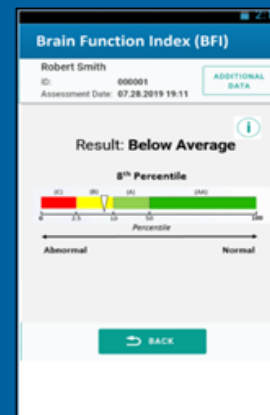 Brain Function Index (BFI)
Robert Smith
ID: 000001
Assessment Date: 07.28.2019 19:11
ADDITIONAL
DATA
i
Result: Below Average
8th Percentile
(C) (B) (A) (AA)
0 2.5 10 50 100
Percentile
Abnormal Normal
BACK